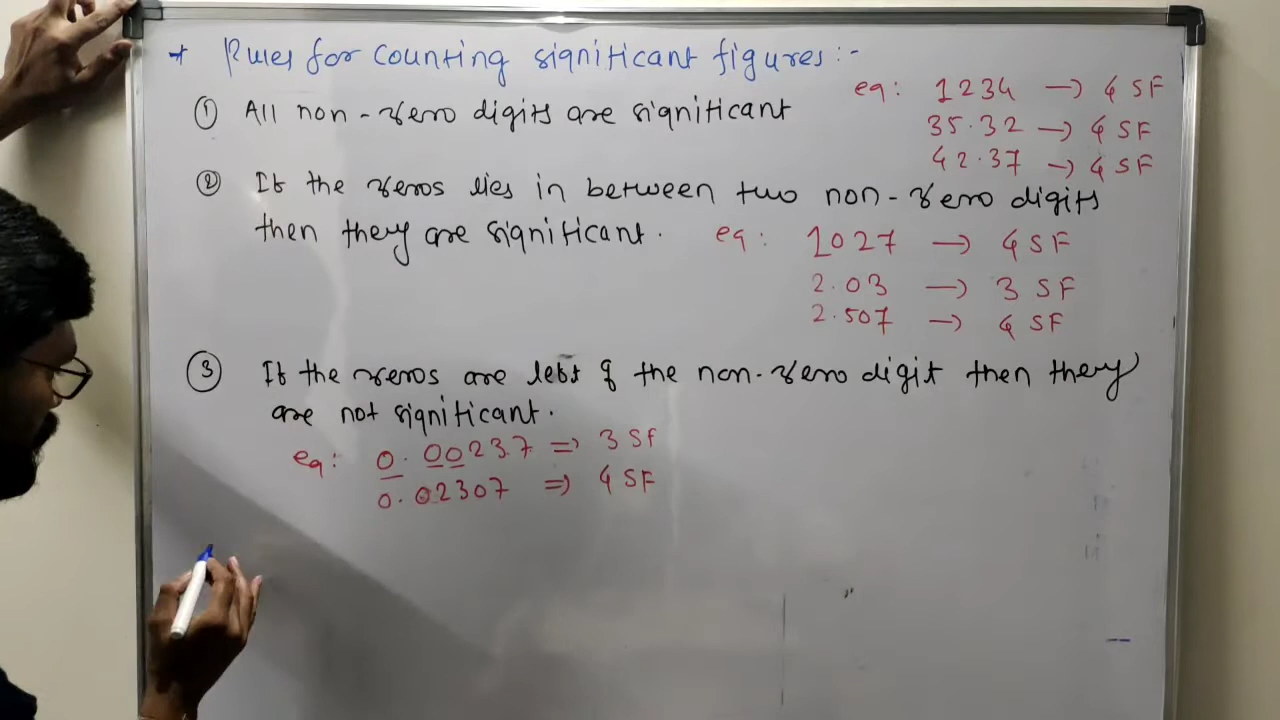 → Rules for counting significant figures :-
eg: 1234 → 4 SF
① All non-zero digits are significant
35.32 → 4 SF
42.37 → 4 SF
② If the zeros lies in between two non-zero digits
then they are significant. eg: 1027 → 4 SF
2.03 → 3 SF
2.507 → 4 SF
③ If the zeros are left of the non-zero digit then they
are not significant.
eg: 0.00237 ⇒ 3 SF
0.02307 ⇒ 4 SF